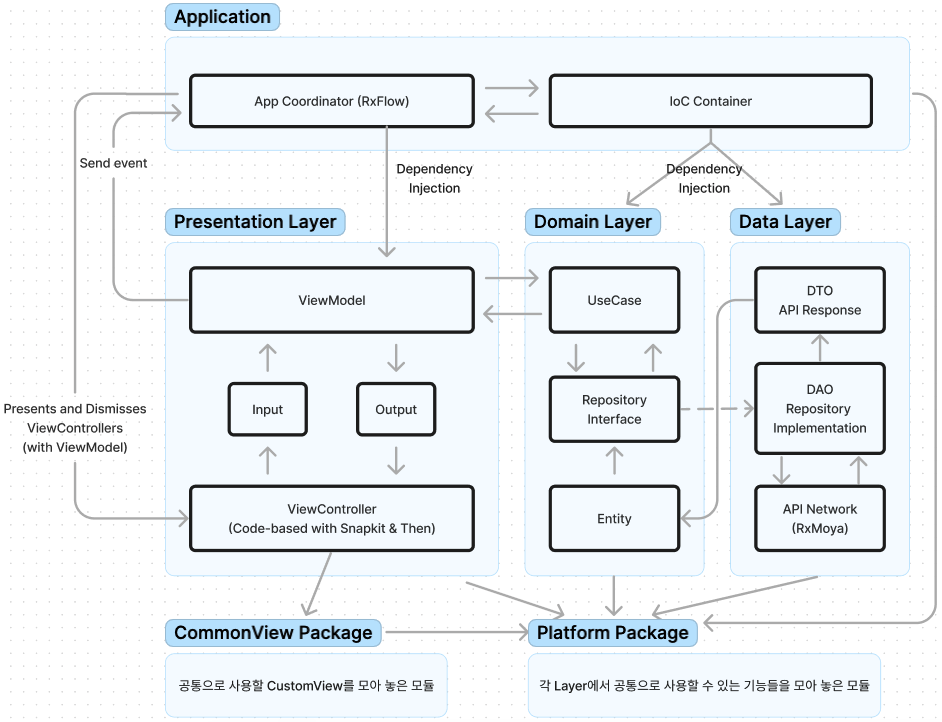 Application
App Coordinator (RxFlow)
IoC Container
Send event
Dependency
Injection
Dependency
Injection
Presentation Layer
Domain Layer
Data Layer
ViewModel
UseCase
DTO
API Response
Input
Output
Repository
Interface
DAO
Repository
Implementation
Presents and Dismisses
ViewControllers
(with ViewModel)
ViewController
(Code-based with Snapkit & Then)
Entity
API Network
(RxMoya)
CommonView Package
Platform Package
공통으로 사용할 CustomView를 모아 놓은 모듈
각 Layer에서 공통으로 사용할 수 있는 기능들을 모아 놓은 모듈